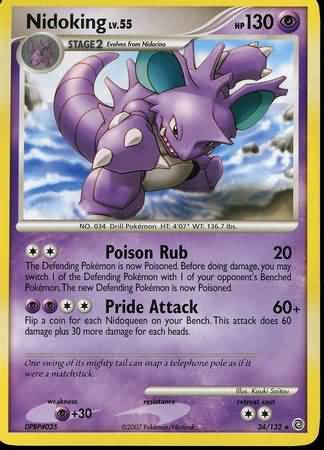 Nidoking LV.55 HP 130
STAGE2 Evolves from Nidorino
NO. 034 Drill Pokémon HT. 4'07" WT. 136.7 lbs.
Poison Rub 20
The Defending Pokémon is now Poisoned. Before doing damage, you may
switch 1 of the Defending Pokémon with 1 of your opponent's Benched
Pokémon. The new Defending Pokémon is now Poisoned.
Pride Attack 60+
Flip a coin for each Nidoqueen on your Bench. This attack does 60
damage plus 30 more damage for each heads.
One swing of its mighty tail can snap a telephone pole as if it
were a matchstick.
Illus. Kouki Saitou
weakness resistance retreat cost
+30
DPBP#035 ©2007 Pokémon/Nintendo 34/132